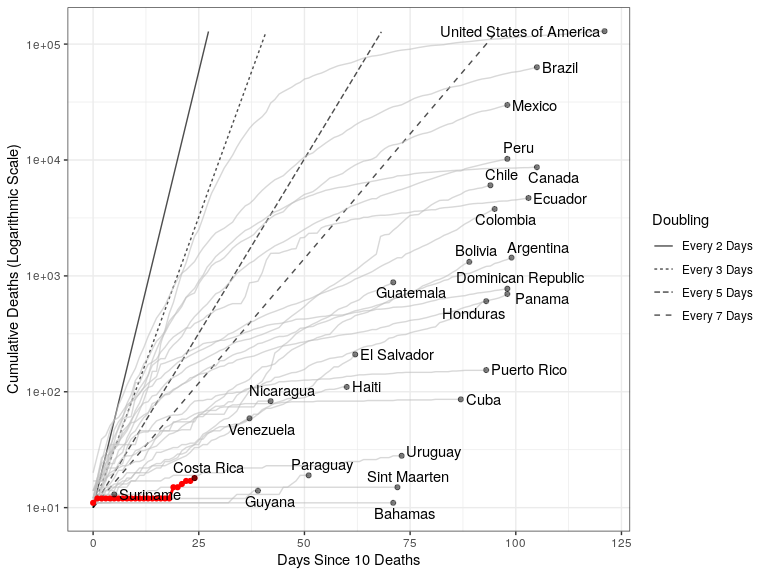 United States of America
1e+05
Brazil
Mexico
Peru
1e+04
Chile
Canada
Ecuador
Colombia
Bolivia
Argentina
1e+03
Dominican Republic
Guatemala
Panama
Honduras
El Salvador
Puerto Rico
Nicaragua
Haiti
1e+02
Cuba
Venezuela
Uruguay
Costa Rica
Paraguay
Sint Maarten
Suriname
Guyana
1e+01
Bahamas
0
25
50
75
100
125
Days Since 10 Deaths
Cumulative Deaths (Logarithmic Scale)
Doubling
Every 2 Days
Every 3 Days
Every 5 Days
Every 7 Days